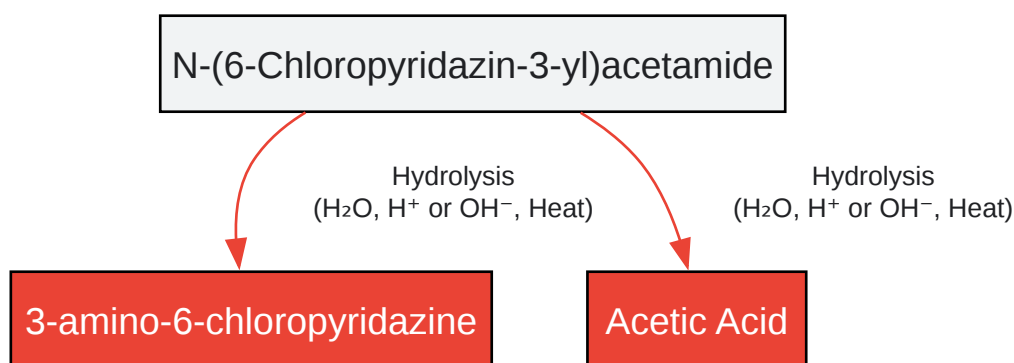 N-(6-Chloropyridazin-3-yl)acetamide
Hydrolysis
(H₂O, H⁺ or OH⁻, Heat)
Hydrolysis
(H₂O, H⁺ or OH⁻, Heat)
3-amino-6-chloropyridazine
Acetic Acid